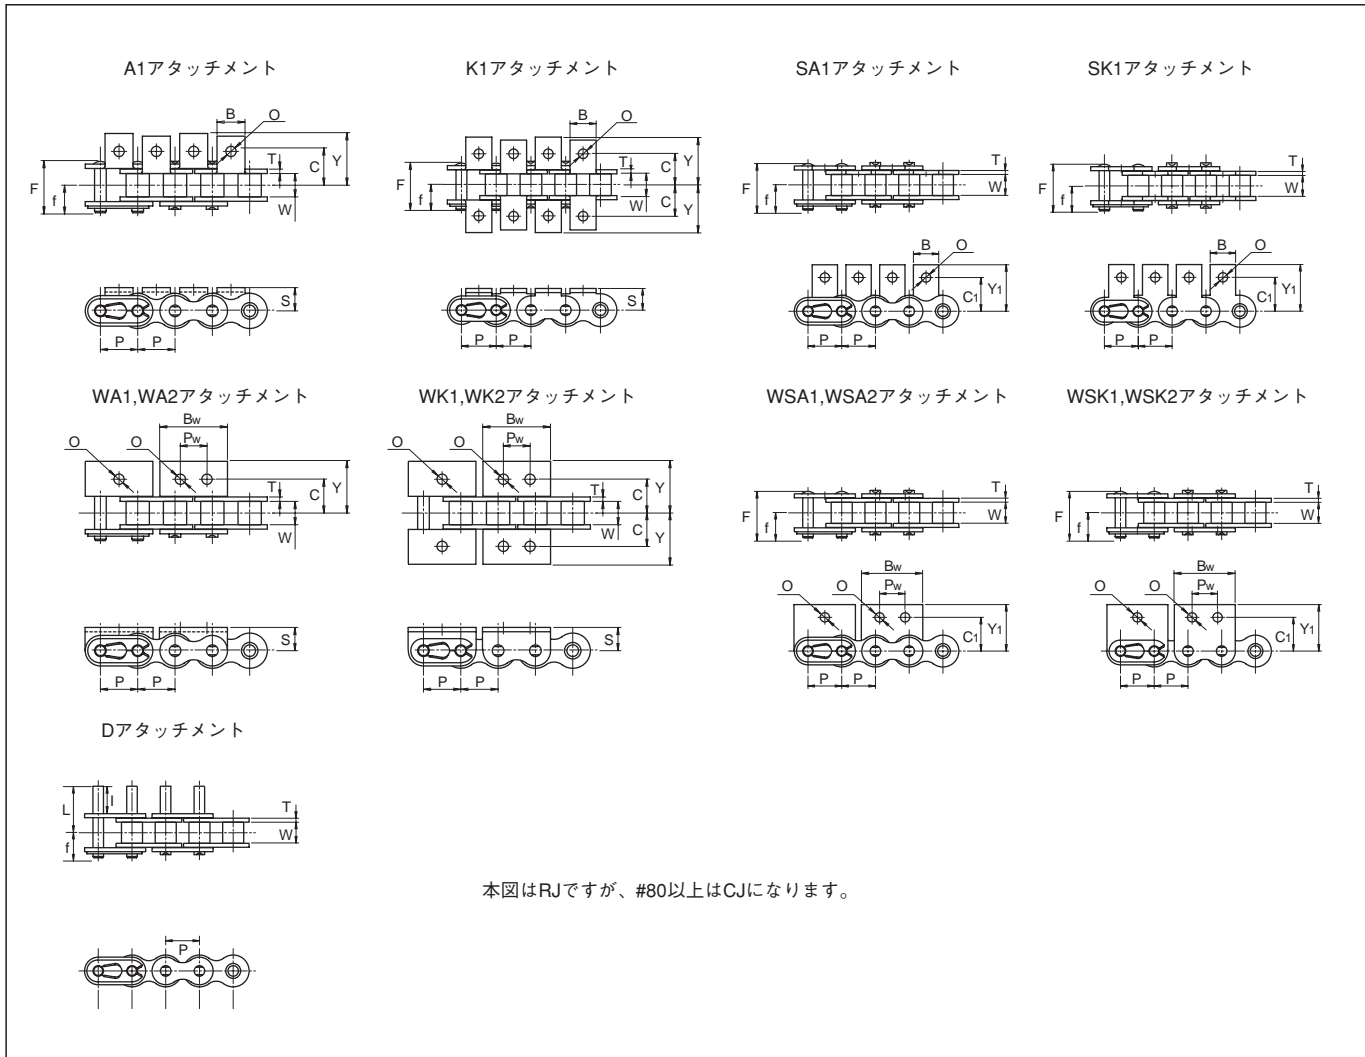 A1アタッチメント
K1アタッチメント
SA1アタッチメント
SK1アタッチメント
B
O
F
f
T
C
Y
W
S
P
P
B
O
F
f
T
W
C
C
Y
Y
S
P
P
F
f
T
W
B
O
C1
Y1
P
P
F
f
T
W
B
O
C1
Y1
P
P
WA1,WA2アタッチメント
WK1,WK2アタッチメント
WSA1,WSA2アタッチメント
WSK1,WSK2アタッチメント
Bw
Pw
O
O
T
C
Y
W
S
P
P
Bw
Pw
O
O
T
C
Y
W
C
Y
S
P
P
F
f
T
W
Bw
Pw
O
O
C1
Y1
P
P
F
f
T
W
Bw
Pw
O
O
C1
Y1
P
P
Dアタッチメント
L
l
f
T
W
P
本図はRJですが、#80以上はCJになります。